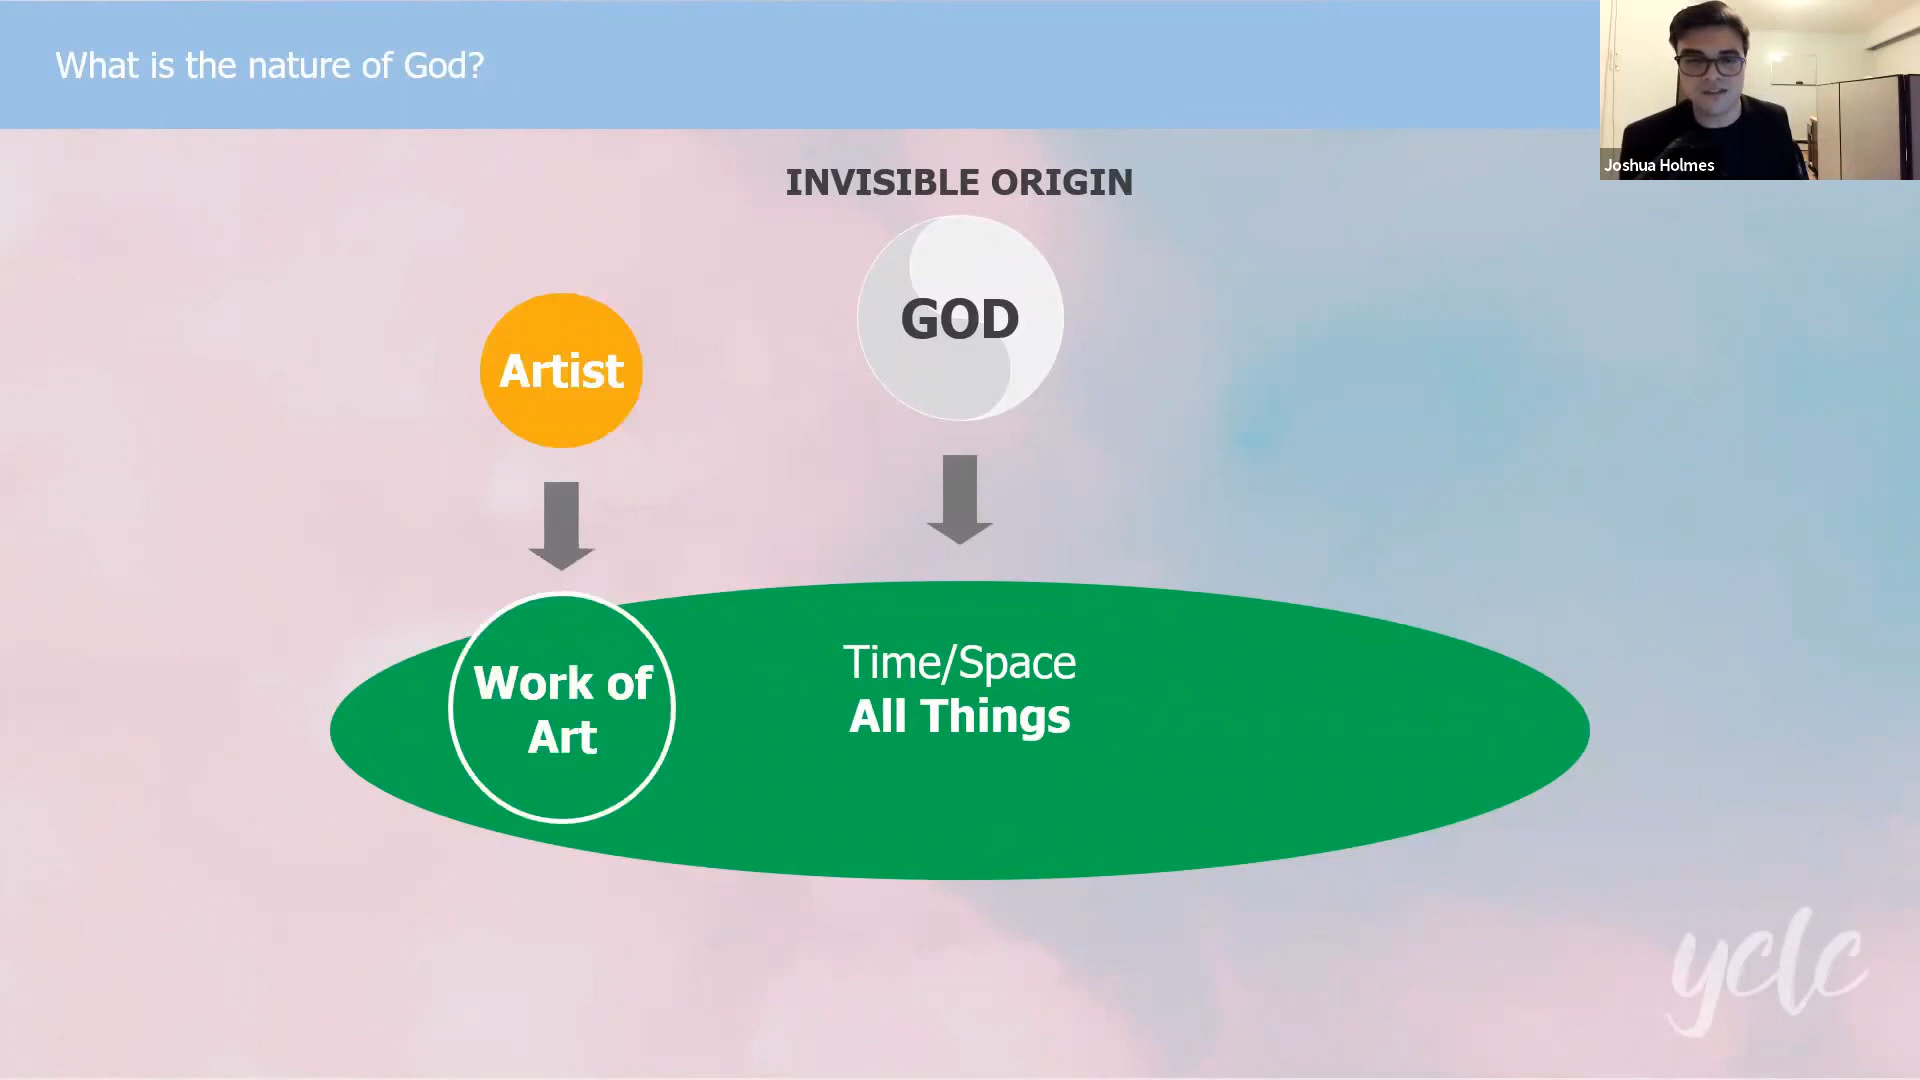 What is the nature of God?
Joshua Holmes
INVISIBLE ORIGIN
GOD
Artist
Work of
Art
Time/Space
All Things
yclc